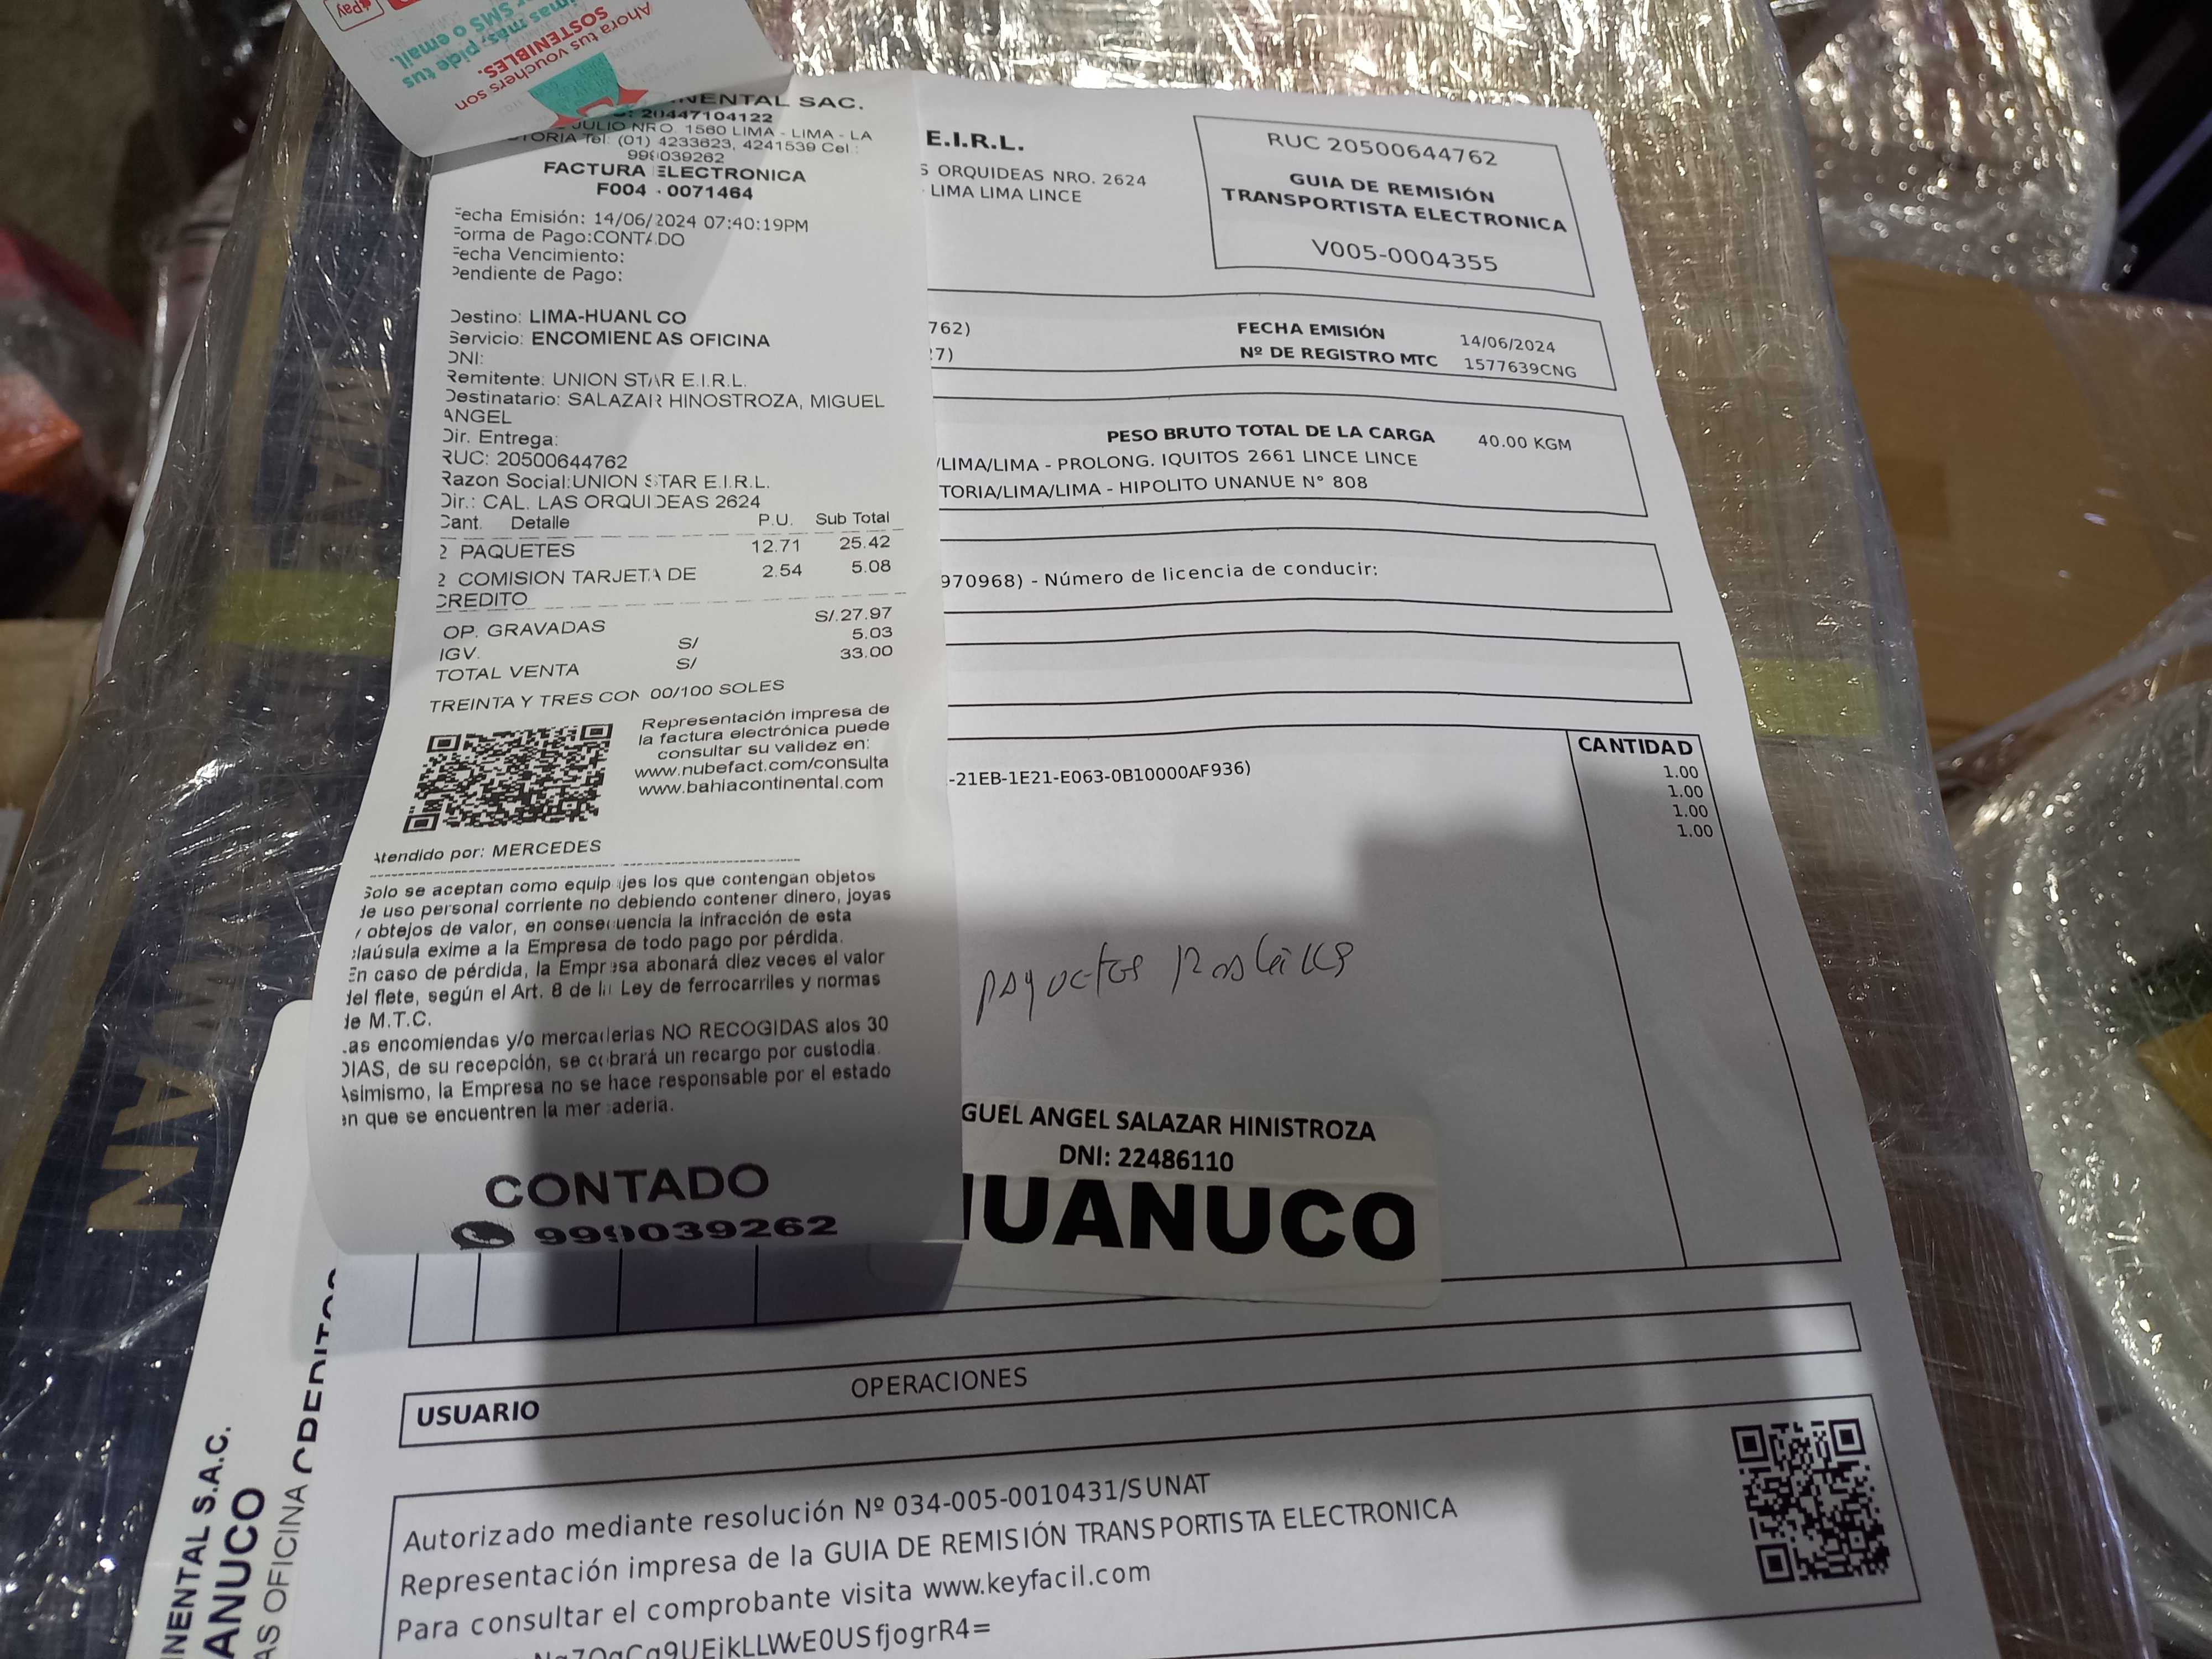 Pay
Ahora tus vouchers son
SOSTENIBLES.
más, pide tus
SMS o email.
NENTAL SAC.
20447104122
JULIO NRO. 1560 LIMA - LIMA - LA
TORIA Tel: (01) 4233623, 4241539 Cel :
999039262
FACTURA ELECTRONICA
F004 - 0071464
Fecha Emisión: 14/06/2024 07:40:19PM
Forma de Pago:CONTADO
Fecha Vencimiento:
Pendiente de Pago:
Destino: LIMA-HUANUCO
Servicio: ENCOMIENDAS OFICINA
DNI:
Remitente: UNION STAR E.I.R.L.
Destinatario: SALAZAR HINOSTROZA, MIGUEL
ANGEL
Dir. Entrega:
RUC: 20500644762
Razon Social:UNION STAR E.I.R.L.
Dir.: CAL. LAS ORQUIDEAS 2624
Cant. Detalle P.U. Sub Total
2 PAQUETES 12.71 25.42
2 COMISION TARJETA DE 2.54 5.08
CREDITO
OP. GRAVADAS S/.27.97
IGV. S/ 5.03
TOTAL VENTA S/ 33.00
TREINTA Y TRES CON 00/100 SOLES
Representación impresa de
la factura electrónica puede
consultar su validez en:
www.nubefact.com/consulta
www.bahiacontinental.com
Atendido por: MERCEDES
Solo se aceptan como equipajes los que contengan objetos
de uso personal corriente no debiendo contener dinero, joyas
y obtejos de valor, en consecuencia la infracción de esta
claúsula exime a la Empresa de todo pago por pérdida.
En caso de pérdida, la Empresa abonará diez veces el valor
del flete, según el Art. 8 de la Ley de ferrocarriles y normas
de M.T.C.
Las encomiendas y/o mercaderias NO RECOGIDAS alos 30
DIAS, de su recepción, se cobrará un recargo por custodia.
Asimismo, la Empresa no se hace responsable por el estado
en que se encuentren la mercaderia.
CONTADO
999039262
E.I.R.L.
S ORQUIDEAS NRO. 2624
LIMA LIMA LINCE
RUC 20500644762
GUIA DE REMISIÓN
TRANSPORTISTA ELECTRONICA
V005-0004355
762)
27)
FECHA EMISIÓN 14/06/2024
Nº DE REGISTRO MTC 1577639CNG
PESO BRUTO TOTAL DE LA CARGA 40.00 KGM
/LIMA/LIMA - PROLONG. IQUITOS 2661 LINCE LINCE
TORIA/LIMA/LIMA - HIPOLITO UNANUE N° 808
970968) - Número de licencia de conducir:
CANTIDAD
-21EB-1E21-E063-0B10000AF936)
1.00
1.00
1.00
1.00
paquetes
GUEL ANGEL SALAZAR HINISTROZA
DNI: 22486110
HUANUCO
OPERACIONES
USUARIO
Autorizado mediante resolución Nº 034-005-0010431/SUNAT
Representación impresa de la GUIA DE REMISIÓN TRANSPORTISTA ELECTRONICA
Para consultar el comprobante visita www.keyfacil.com
NENTAL S.A.C.
ANUCO
AS OFICINA
CREDITOS
WAN